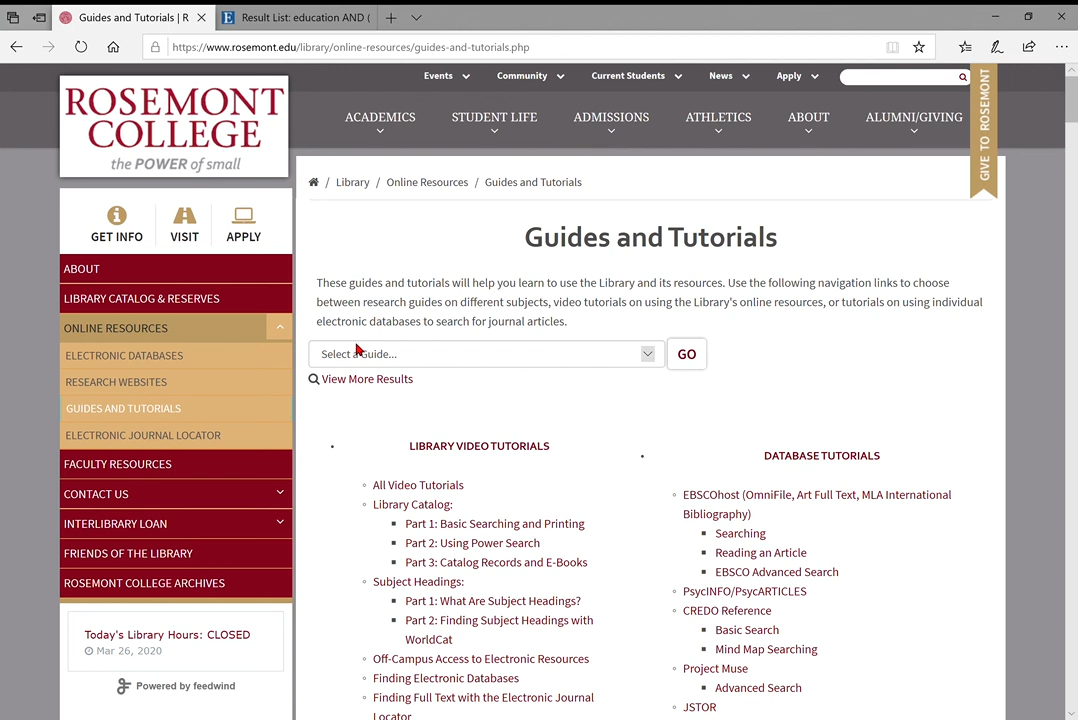 Guides and Tutorials | R
Result List: education AND (
https://www.rosemont.edu/library/online-resources/guides-and-tutorials.php
Events
Community
Current Students
News
Apply
ROSEMONT
COLLEGE
the POWER of small
ACADEMICS
STUDENT LIFE
ADMISSIONS
ATHLETICS
ABOUT
ALUMNI/GIVING
GIVE TO ROSEMONT
/ Library / Online Resources / Guides and Tutorials
GET INFO
VISIT
APPLY
ABOUT
LIBRARY CATALOG & RESERVES
ONLINE RESOURCES
ELECTRONIC DATABASES
RESEARCH WEBSITES
GUIDES AND TUTORIALS
ELECTRONIC JOURNAL LOCATOR
FACULTY RESOURCES
CONTACT US
INTERLIBRARY LOAN
FRIENDS OF THE LIBRARY
ROSEMONT COLLEGE ARCHIVES
Today's Library Hours: CLOSED
Mar 26, 2020
Powered by feedwind
Guides and Tutorials
These guides and tutorials will help you learn to use the Library and its resources. Use the following navigation links to choose
between research guides on different subjects, video tutorials on using the Library's online resources, or tutorials on using individual
electronic databases to search for journal articles.
Select a Guide...
GO
View More Results
LIBRARY VIDEO TUTORIALS
All Video Tutorials
Library Catalog:
Part 1: Basic Searching and Printing
Part 2: Using Power Search
Part 3: Catalog Records and E-Books
Subject Headings:
Part 1: What Are Subject Headings?
Part 2: Finding Subject Headings with
WorldCat
Off-Campus Access to Electronic Resources
Finding Electronic Databases
Finding Full Text with the Electronic Journal
Locator
DATABASE TUTORIALS
EBSCOhost (OmniFile, Art Full Text, MLA International
Bibliography)
Searching
Reading an Article
EBSCO Advanced Search
PsycINFO/PsycARTICLES
CREDO Reference
Basic Search
Mind Map Searching
Project Muse
Advanced Search
JSTOR